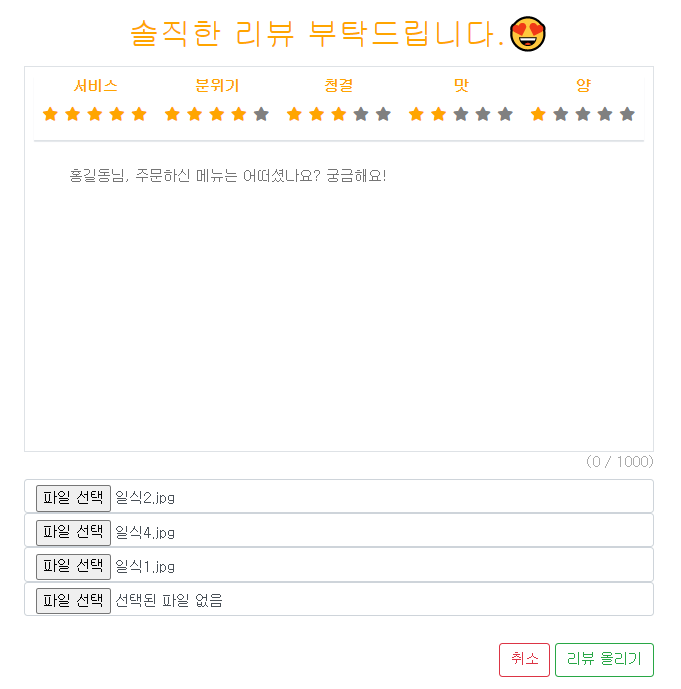 솔직한 리뷰 부탁드립니다.😍
서비스 분위기 청결 맛 양
홍길동님, 주문하신 메뉴는 어떠셨나요? 궁금해요!
(0 / 1000)
파일 선택 일식2.jpg
파일 선택 일식4.jpg
파일 선택 일식1.jpg
파일 선택 선택된 파일 없음
취소 리뷰 올리기